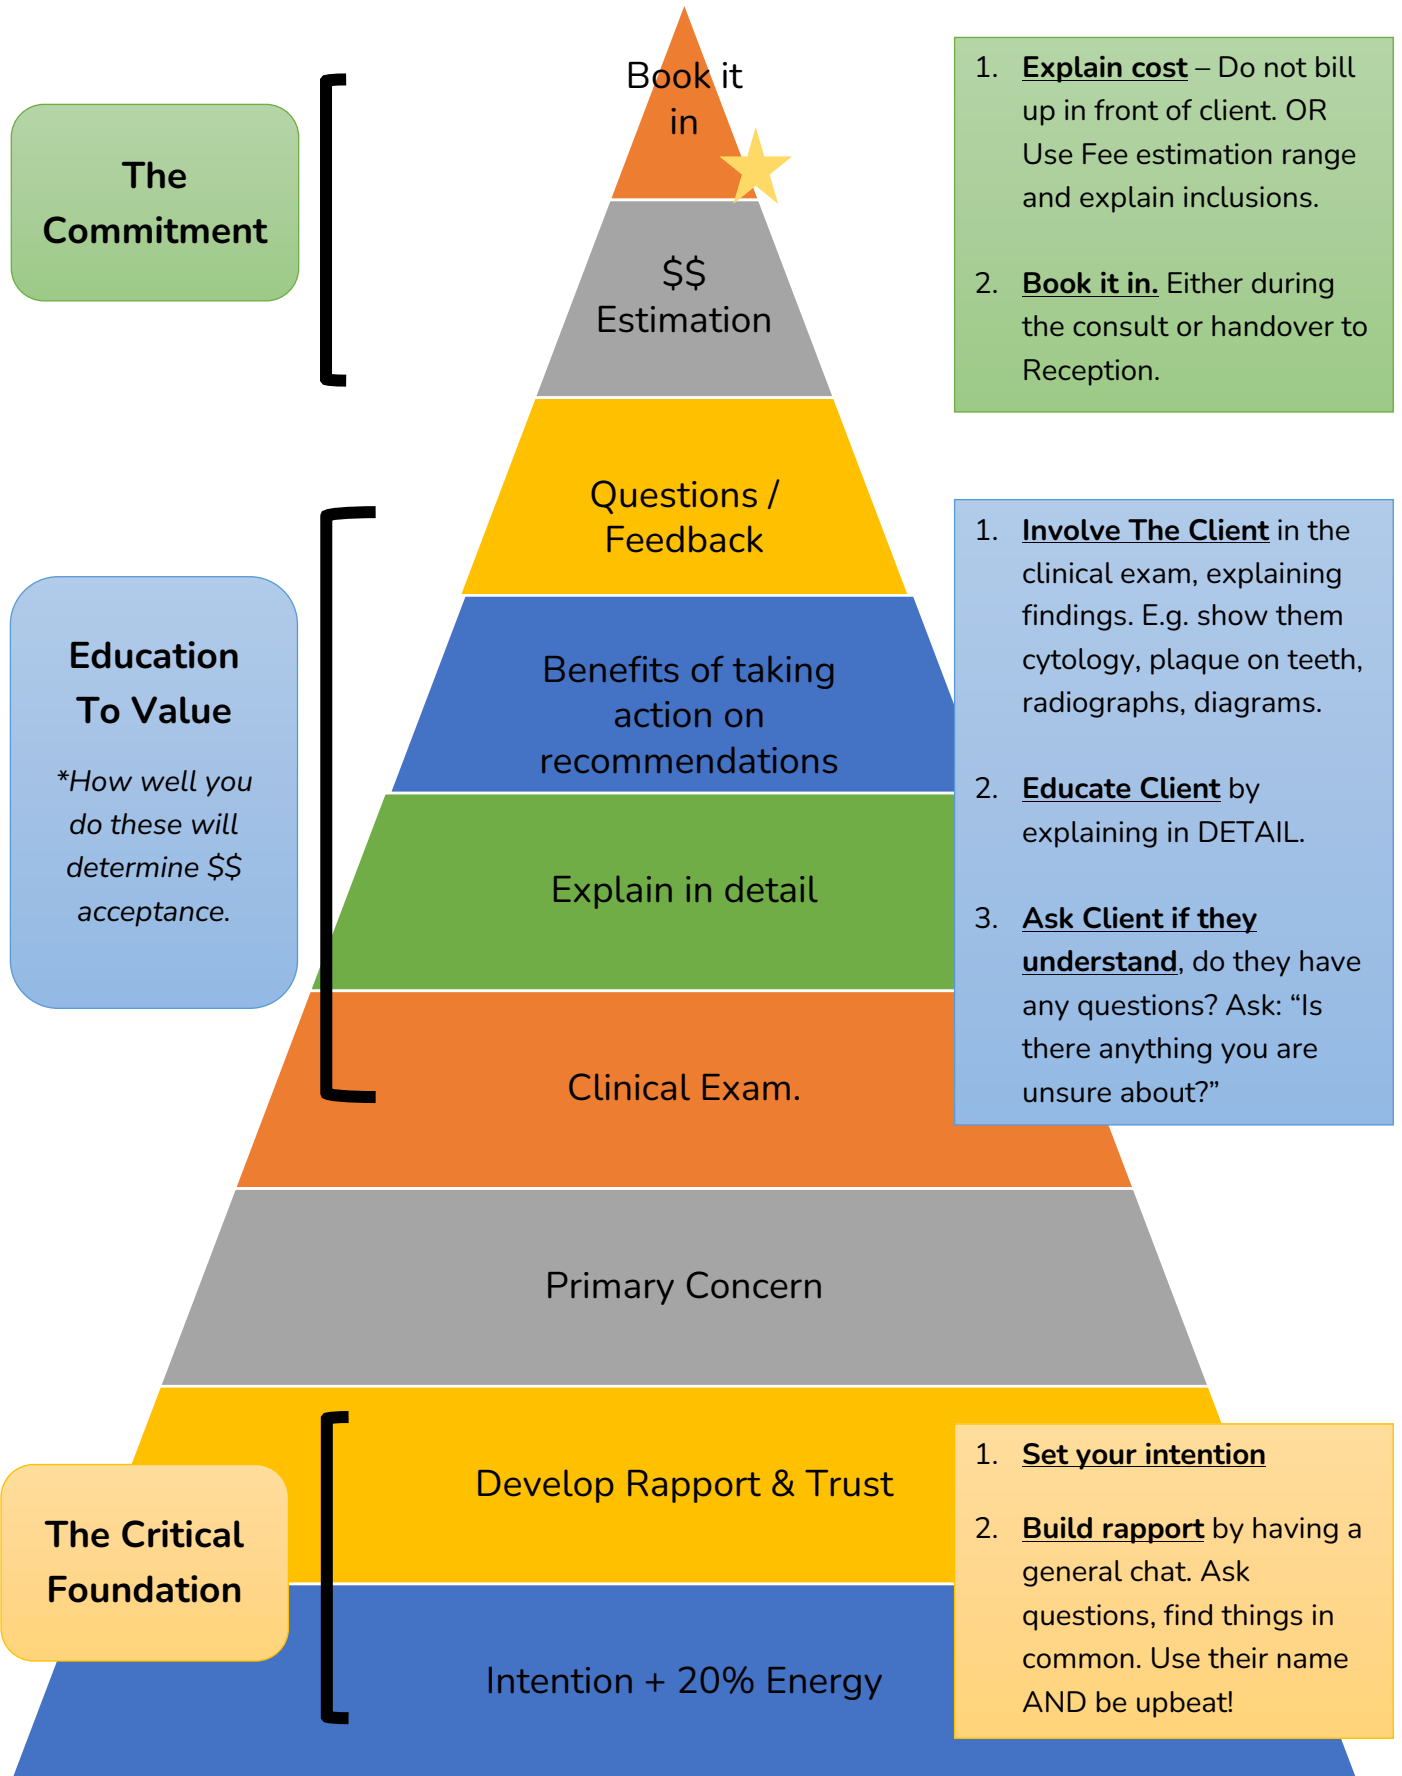 Book it
in
The
Commitment
$$
Estimation
1. Explain cost – Do not bill
up in front of client. OR
Use Fee estimation range
and explain inclusions.
2. Book it in. Either during
the consult or handover to
Reception.
Questions /
Feedback
Benefits of taking
action on
recommendations
Explain in detail
Clinical Exam.
Education
To Value
*How well you
do these will
determine $$
acceptance.
1. Involve The Client in the
clinical exam, explaining
findings. E.g. show them
cytology, plaque on teeth,
radiographs, diagrams.
2. Educate Client by
explaining in DETAIL.
3. Ask Client if they
understand, do they have
any questions? Ask: “Is
there anything you are
unsure about?”
Primary Concern
Develop Rapport & Trust
The Critical
Foundation
Intention + 20% Energy
1. Set your intention
2. Build rapport by having a
general chat. Ask
questions, find things in
common. Use their name
AND be upbeat!